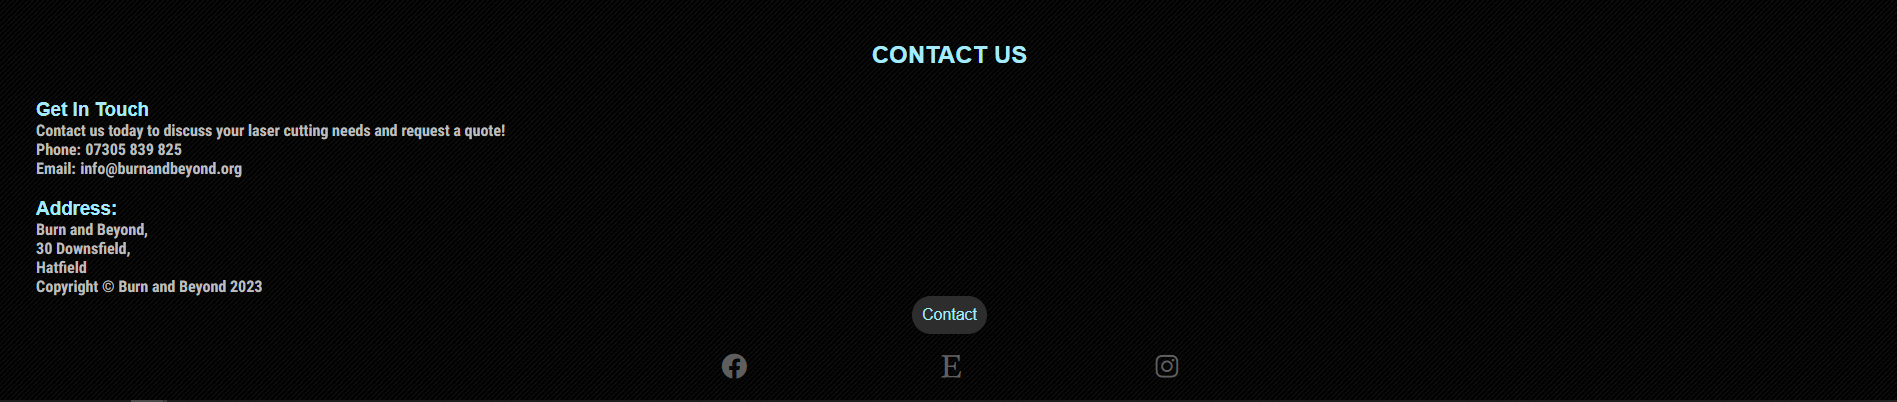 CONTACT US
Get In Touch
Contact us today to discuss your laser cutting needs and request a quote!
Phone: 07305 839 825
Email: info@burnandbeyond.org
Address:
Burn and Beyond,
30 Downsfield,
Hatfield
Copyright © Burn and Beyond 2023
Contact
E